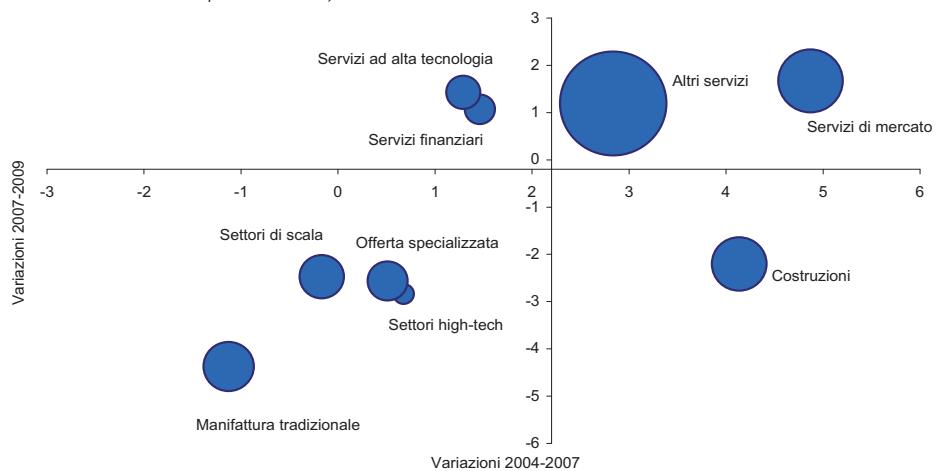 3
Servizi ad alta tecnologia
2
Altri servizi
1
Servizi di mercato
Servizi finanziari
0
-3 -2 -1 0 1 2 3 4 5 6
-1
Settori di scala
Offerta specializzata
-2
Costruzioni
-3
Settori high-tech
-4
-5
Manifattura tradizionale
-6
Variazioni 2007-2009
Variazioni 2004-2007